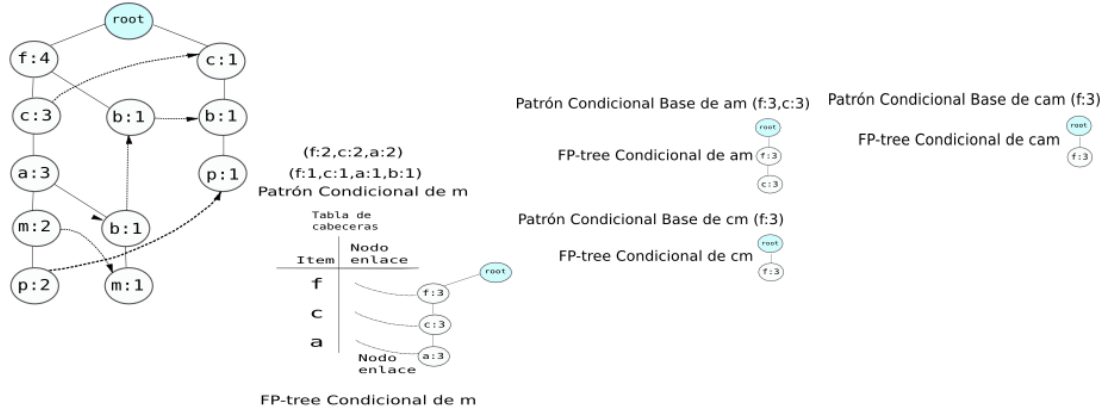 root
f:4
c:1
c:3
b:1
b:1
a:3
p:1
m:2
b:1
p:2
m:1
(f:2,c:2,a:2)
(f:1,c:1,a:1,b:1)
Patrón Condicional de m
Tabla de
cabeceras
Item
Nodo
enlace
root
f
f:3
c
c:3
a
a:3
Nodo
enlace
FP-tree Condicional de m
Patrón Condicional Base de am (f:3,c:3)
root
FP-tree Condicional de am
f:3
c:3
Patrón Condicional Base de cm (f:3)
root
FP-tree Condicional de cm
f:3
Patrón Condicional Base de cam (f:3)
root
FP-tree Condicional de cam
f:3